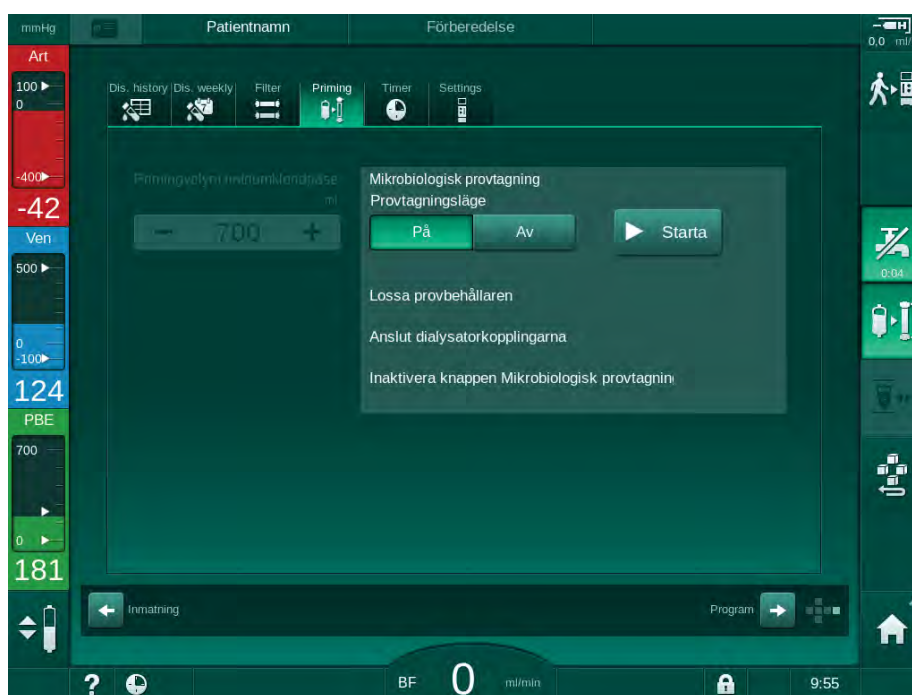 mmHg
Patientnamn
Förberedelse
0,0 ml/
Art
100
0
-400
-42
Ven
500
0
-100
124
PBE
700
0
181
Dis. history
Dis. weekly
Filter
Priming
Timer
Settings
ml
700
Mikrobiologisk provtagning
Provtagningsläge
På
Av
Starta
Lossa provbehållaren
Anslut dialysatorkopplingarna
Inaktivera knappen Mikrobiologisk provtagnin
0:04
Inmatning
Program
?
BF 0 ml/min
9:55